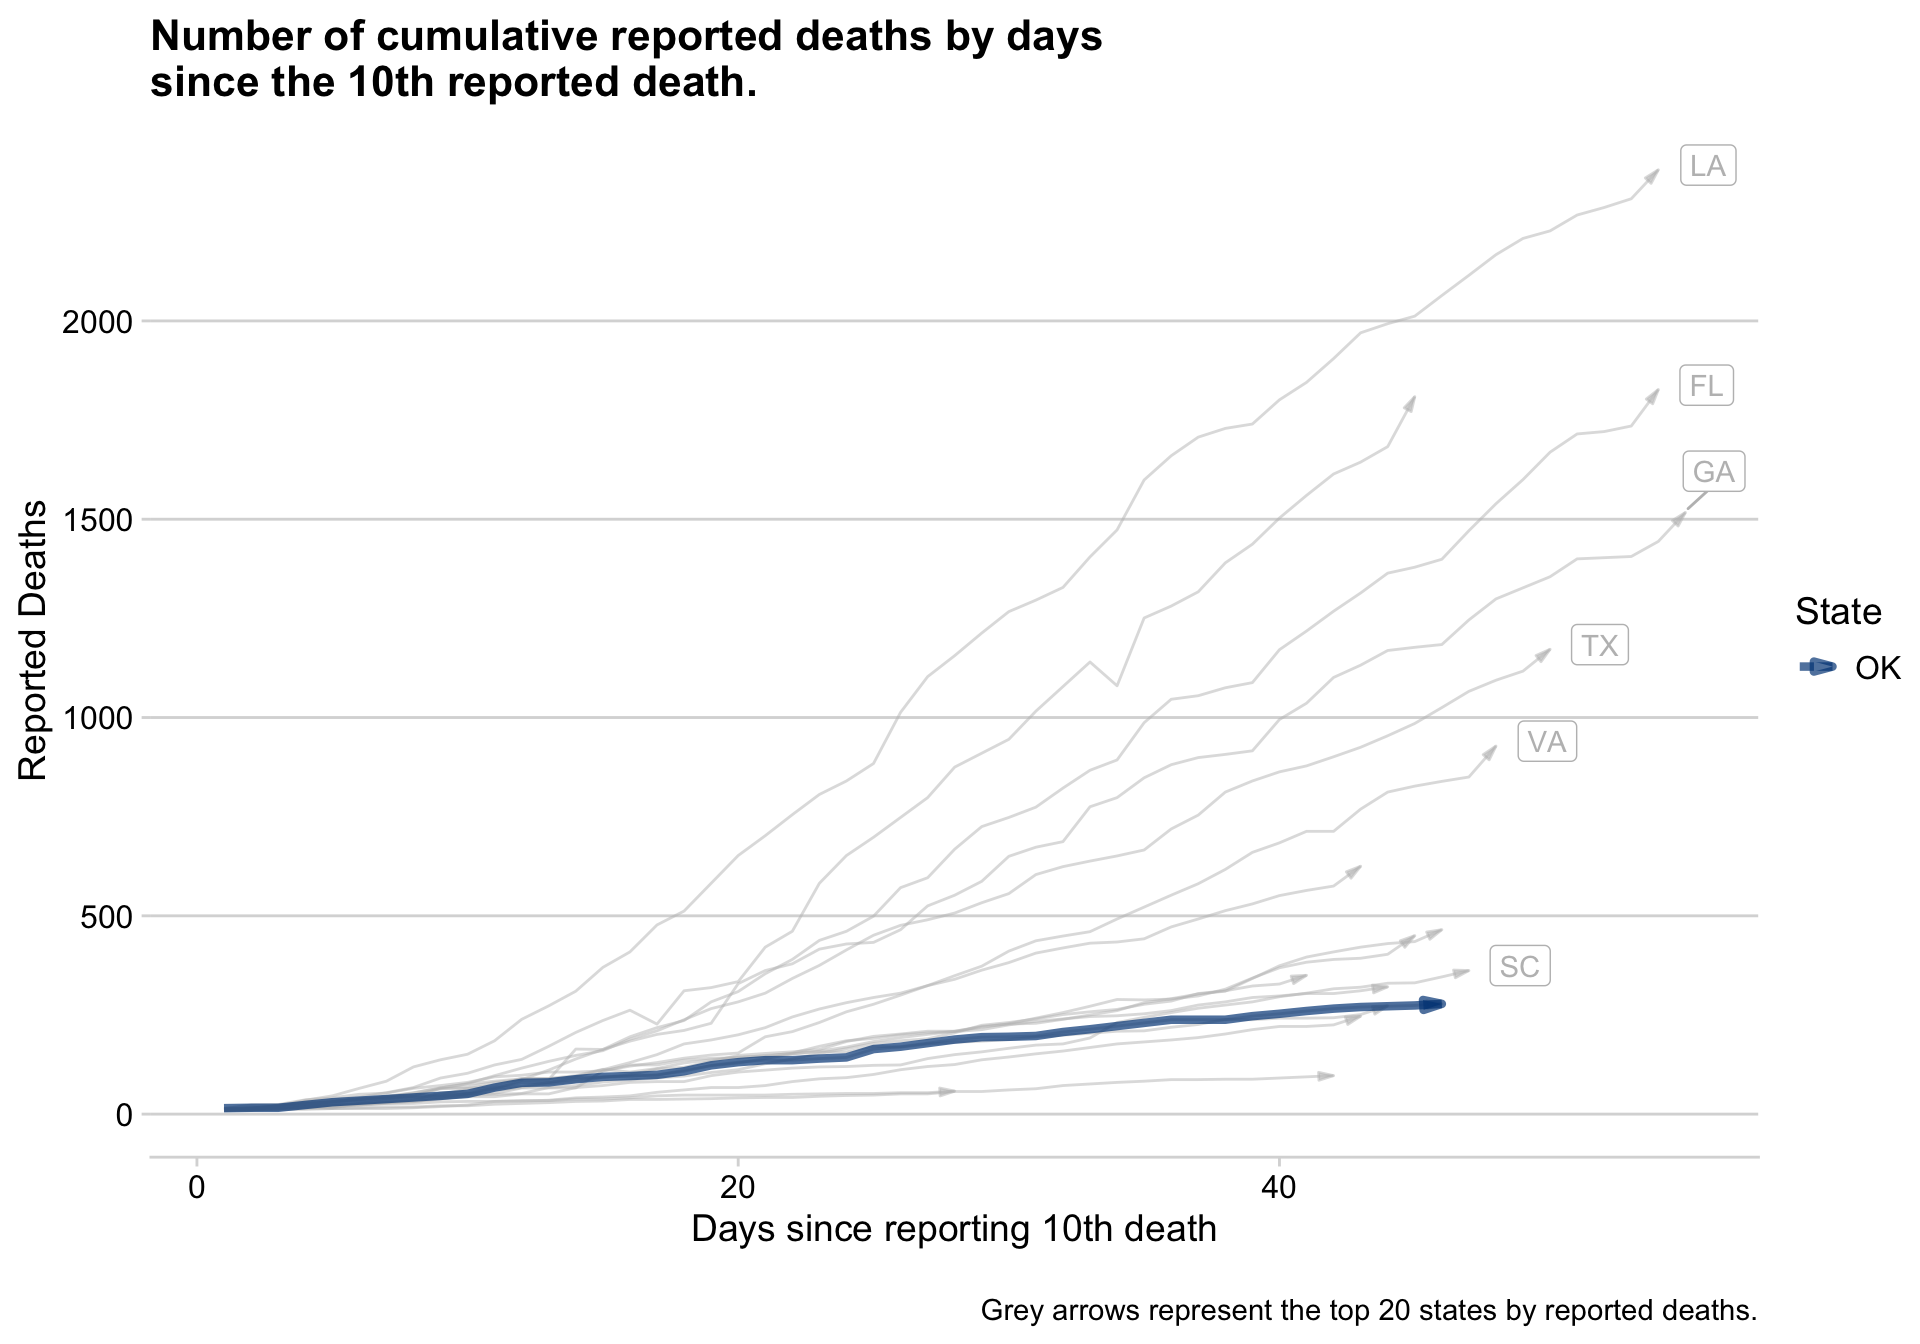 Number of cumulative reported deaths by days
since the 10th reported death.
LA
FL
GA
TX
VA
SC
2000
1500
1000
500
0
Reported Deaths
0 20 40
Days since reporting 10th death
State
OK
Grey arrows represent the top 20 states by reported deaths.